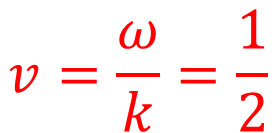 v = ω/k = 1/2